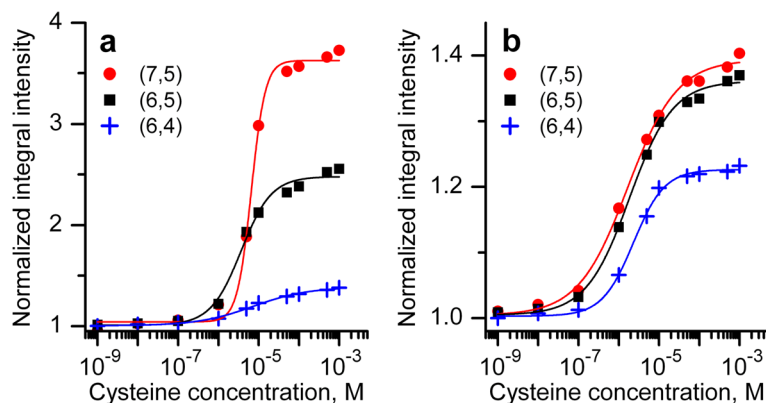 a
(7,5)
(6,5)
(6,4)
Normalized integral intensity
4
3
2
1
10⁻⁹ 10⁻⁷ 10⁻⁵ 10⁻³
Cysteine concentration, M
b
(7,5)
(6,5)
(6,4)
Normalized integral intensity
1.4
1.2
1.0
10⁻⁹ 10⁻⁷ 10⁻⁵ 10⁻³
Cysteine concentration, M